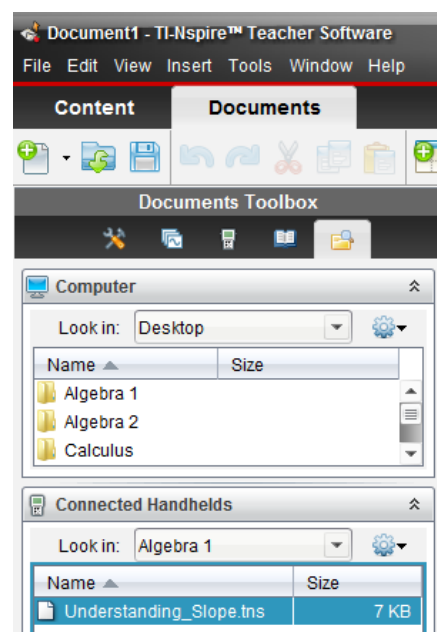 Document1 - TI-Nspire™ Teacher Software
File Edit View Insert Tools Window Help
Content Documents
Documents Toolbox
Computer
Look in: Desktop
Name Size
Algebra 1
Algebra 2
Calculus
Connected Handhelds
Look in: Algebra 1
Name Size
Understanding_Slope.tns 7 KB